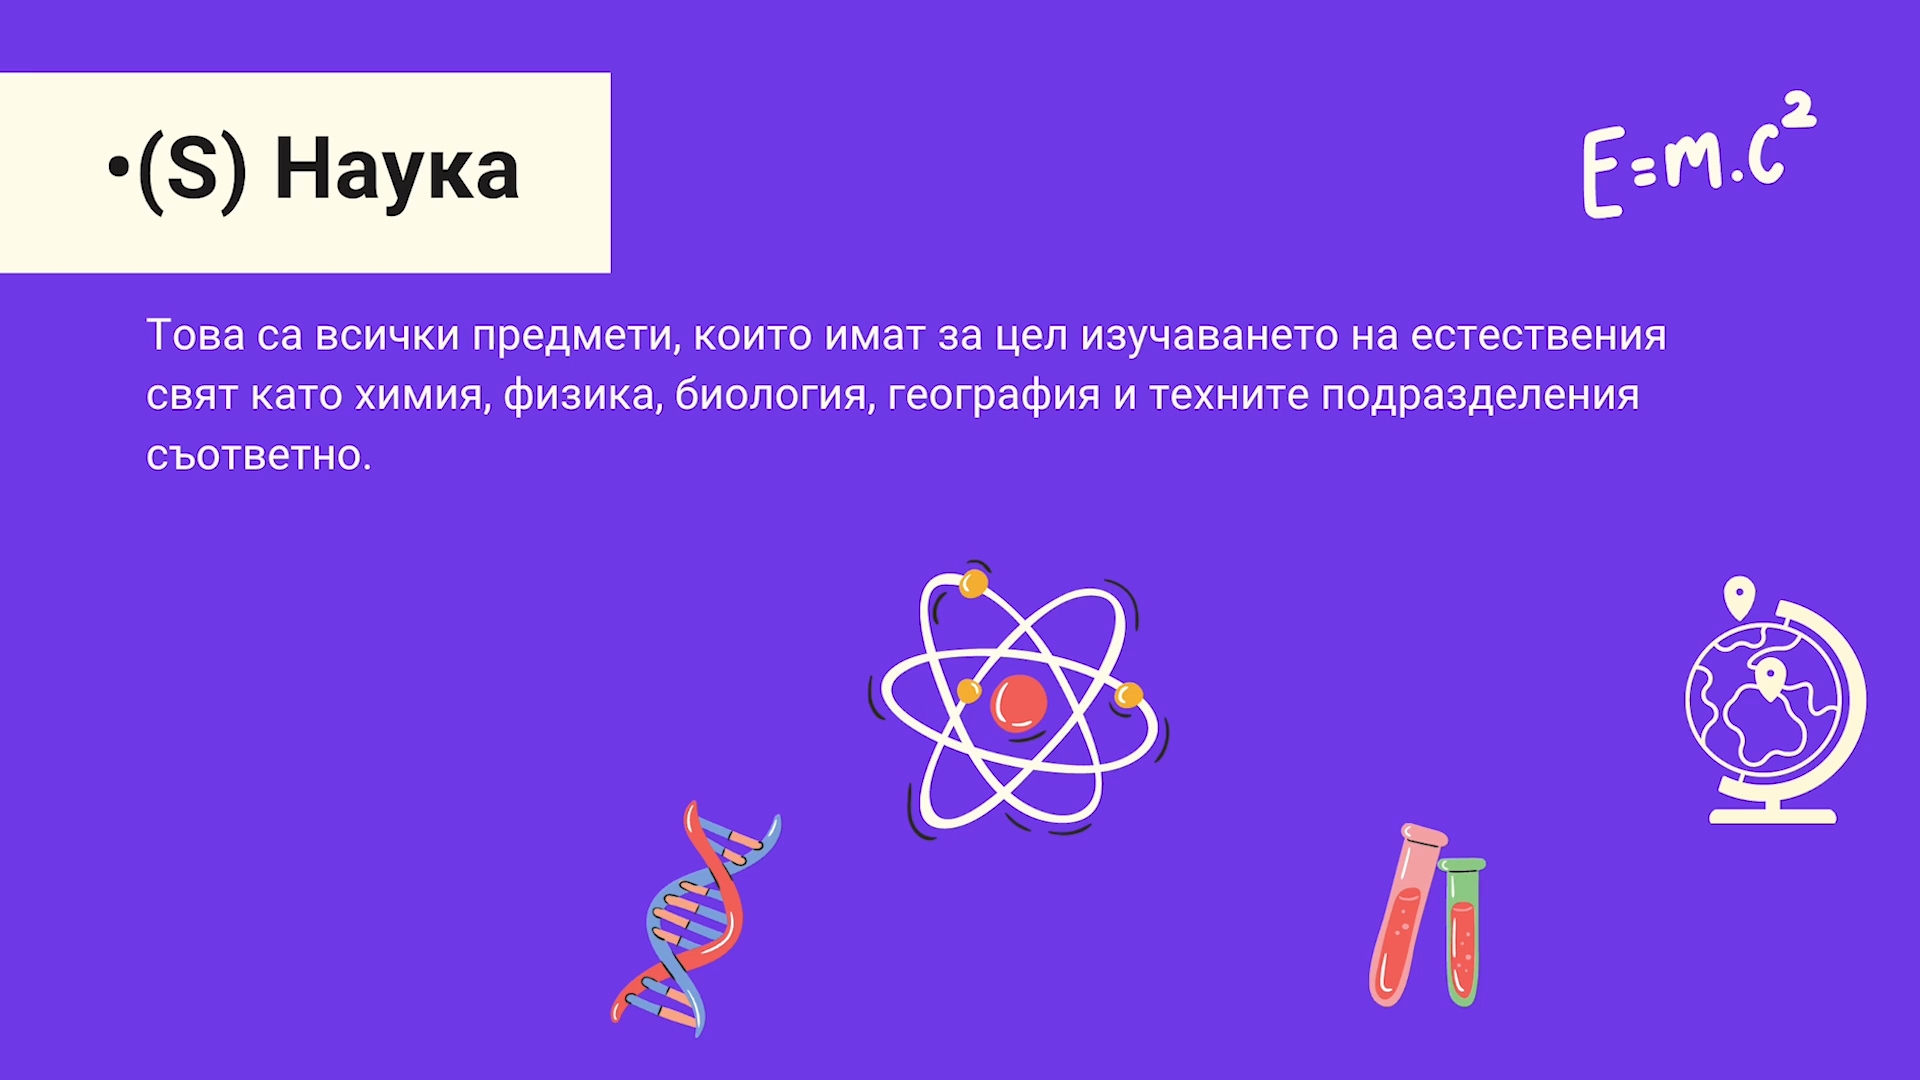 •(S) Наука
E=m.c²
Това са всички предмети, които имат за цел изучаването на естествения
свят като химия, физика, биология, география и техните подразделения
съответно.